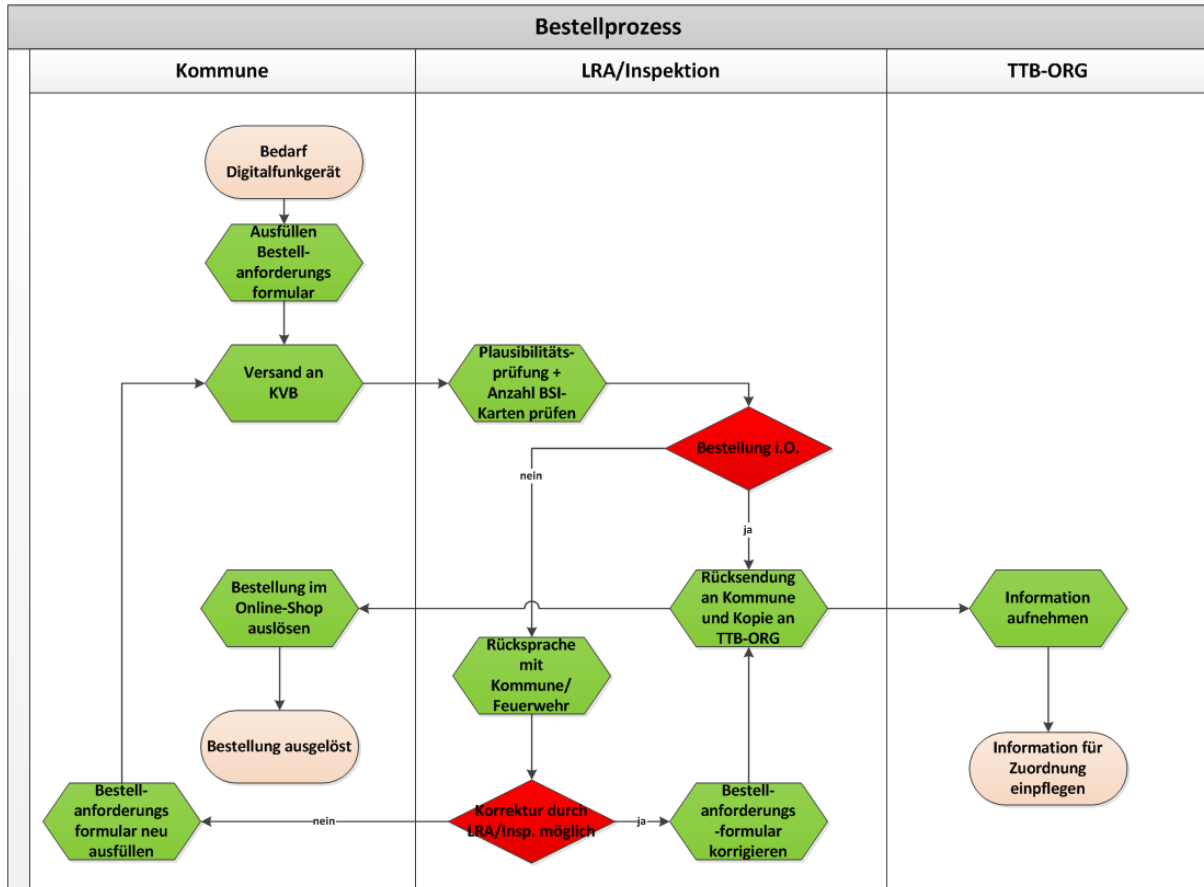 Bestellprozess
Kommune
LRA/Inspektion
TTB-ORG
Bedarf
Digitalfunkgerät
Ausfüllen
Bestell-
anforderungs
formular
Versand an
KVB
Plausibilitäts-
prüfung +
Anzahl BSI-
Karten prüfen
Bestellung i.O.
nein
ja
Bestellung im
Online-Shop
auslösen
Rücksendung
an Kommune
und Kopie an
TTB-ORG
Information
aufnehmen
Rücksprache
mit
Kommune/
Feuerwehr
Bestellung ausgelöst
Information für
Zuordnung
einpflegen
Bestell-
anforderungs
formular neu
ausfüllen
nein
Korrektur durch
LRA/Insp. möglich
ja
Bestell-
anforderungs
-formular
korrigieren